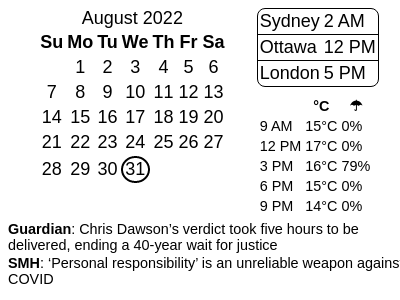 August 2022
Su Mo Tu We Th Fr Sa
1 2 3 4 5 6
7 8 9 10 11 12 13
14 15 16 17 18 19 20
21 22 23 24 25 26 27
28 29 30 31
Sydney 2 AM
Ottawa 12 PM
London 5 PM
°C ☂
9 AM 15°C 0%
12 PM 17°C 0%
3 PM 16°C 79%
6 PM 15°C 0%
9 PM 14°C 0%
Guardian: Chris Dawson’s verdict took five hours to be
delivered, ending a 40-year wait for justice
SMH: ‘Personal responsibility’ is an unreliable weapon against
COVID